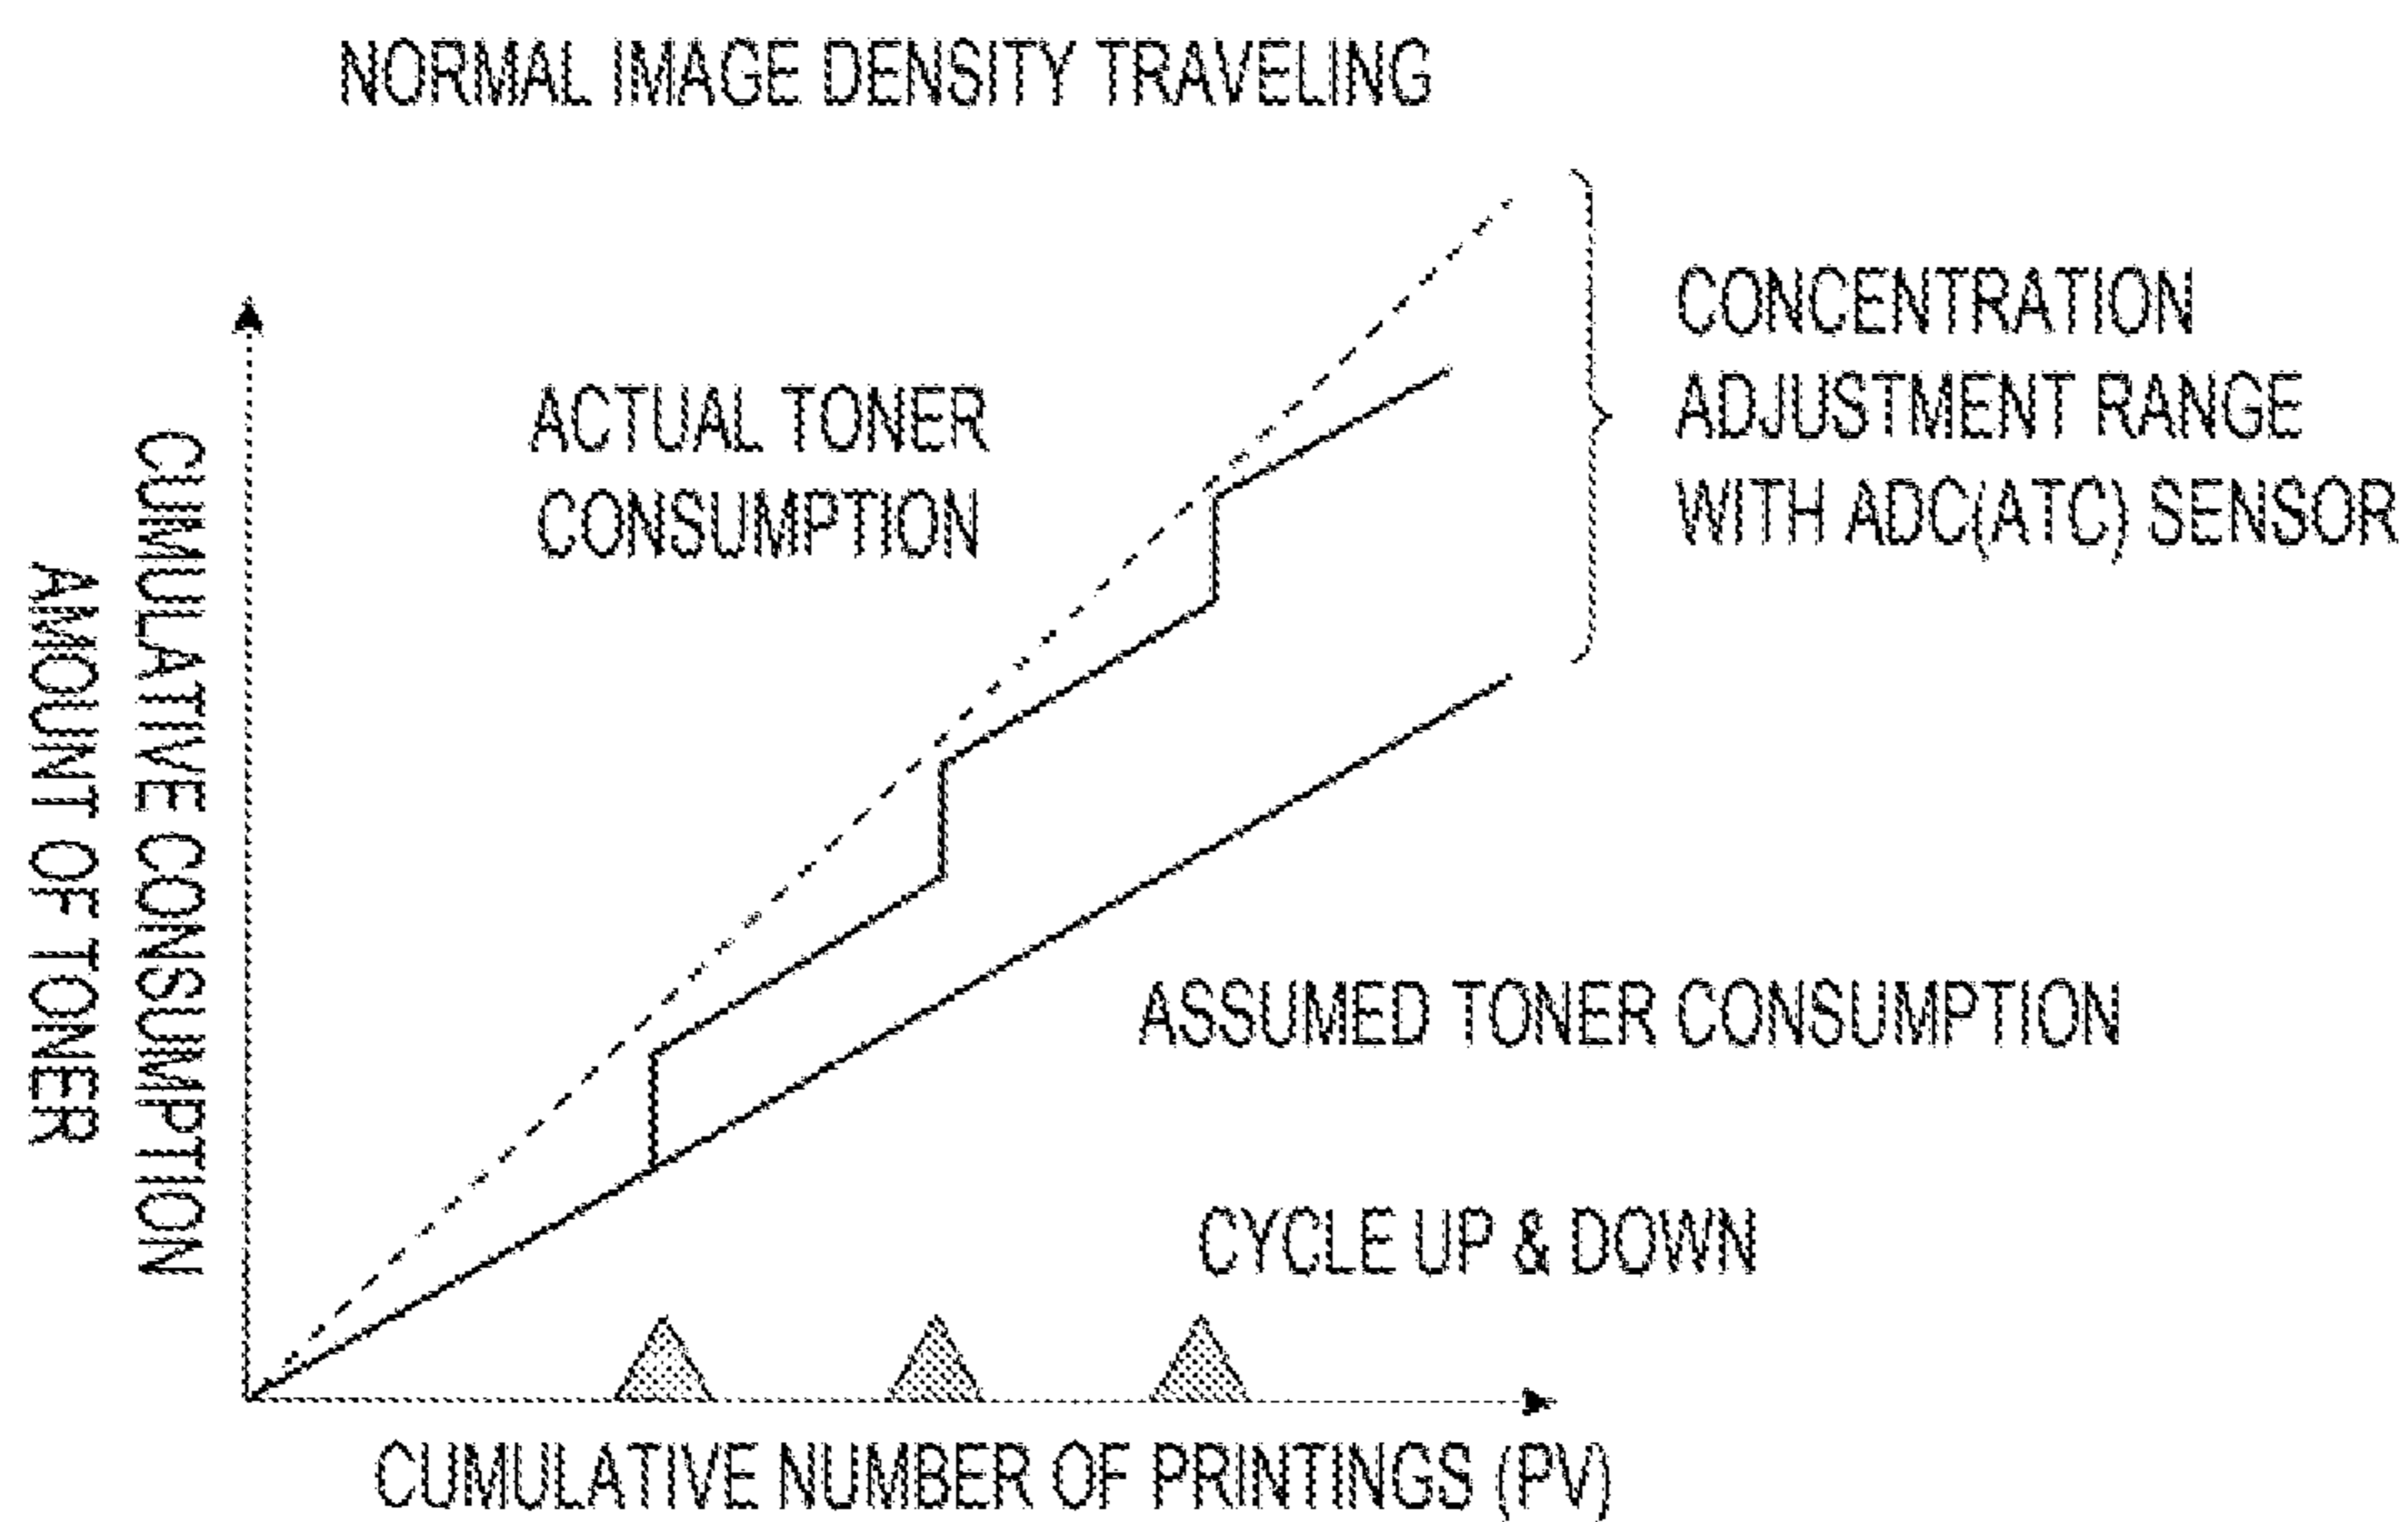 NORMAL IMAGE DENSITY TRAVELING
ACTUAL TONER
CONSUMPTION
CONCENTRATION
ADJUSTMENT RANGE
WITH ADC(ATC) SENSOR
CUMULATIVE CONSUMPTION
AMOUNT OF TONER
ASSUMED TONER CONSUMPTION
CYCLE UP & DOWN
CUMULATIVE NUMBER OF PRINTINGS (PV)